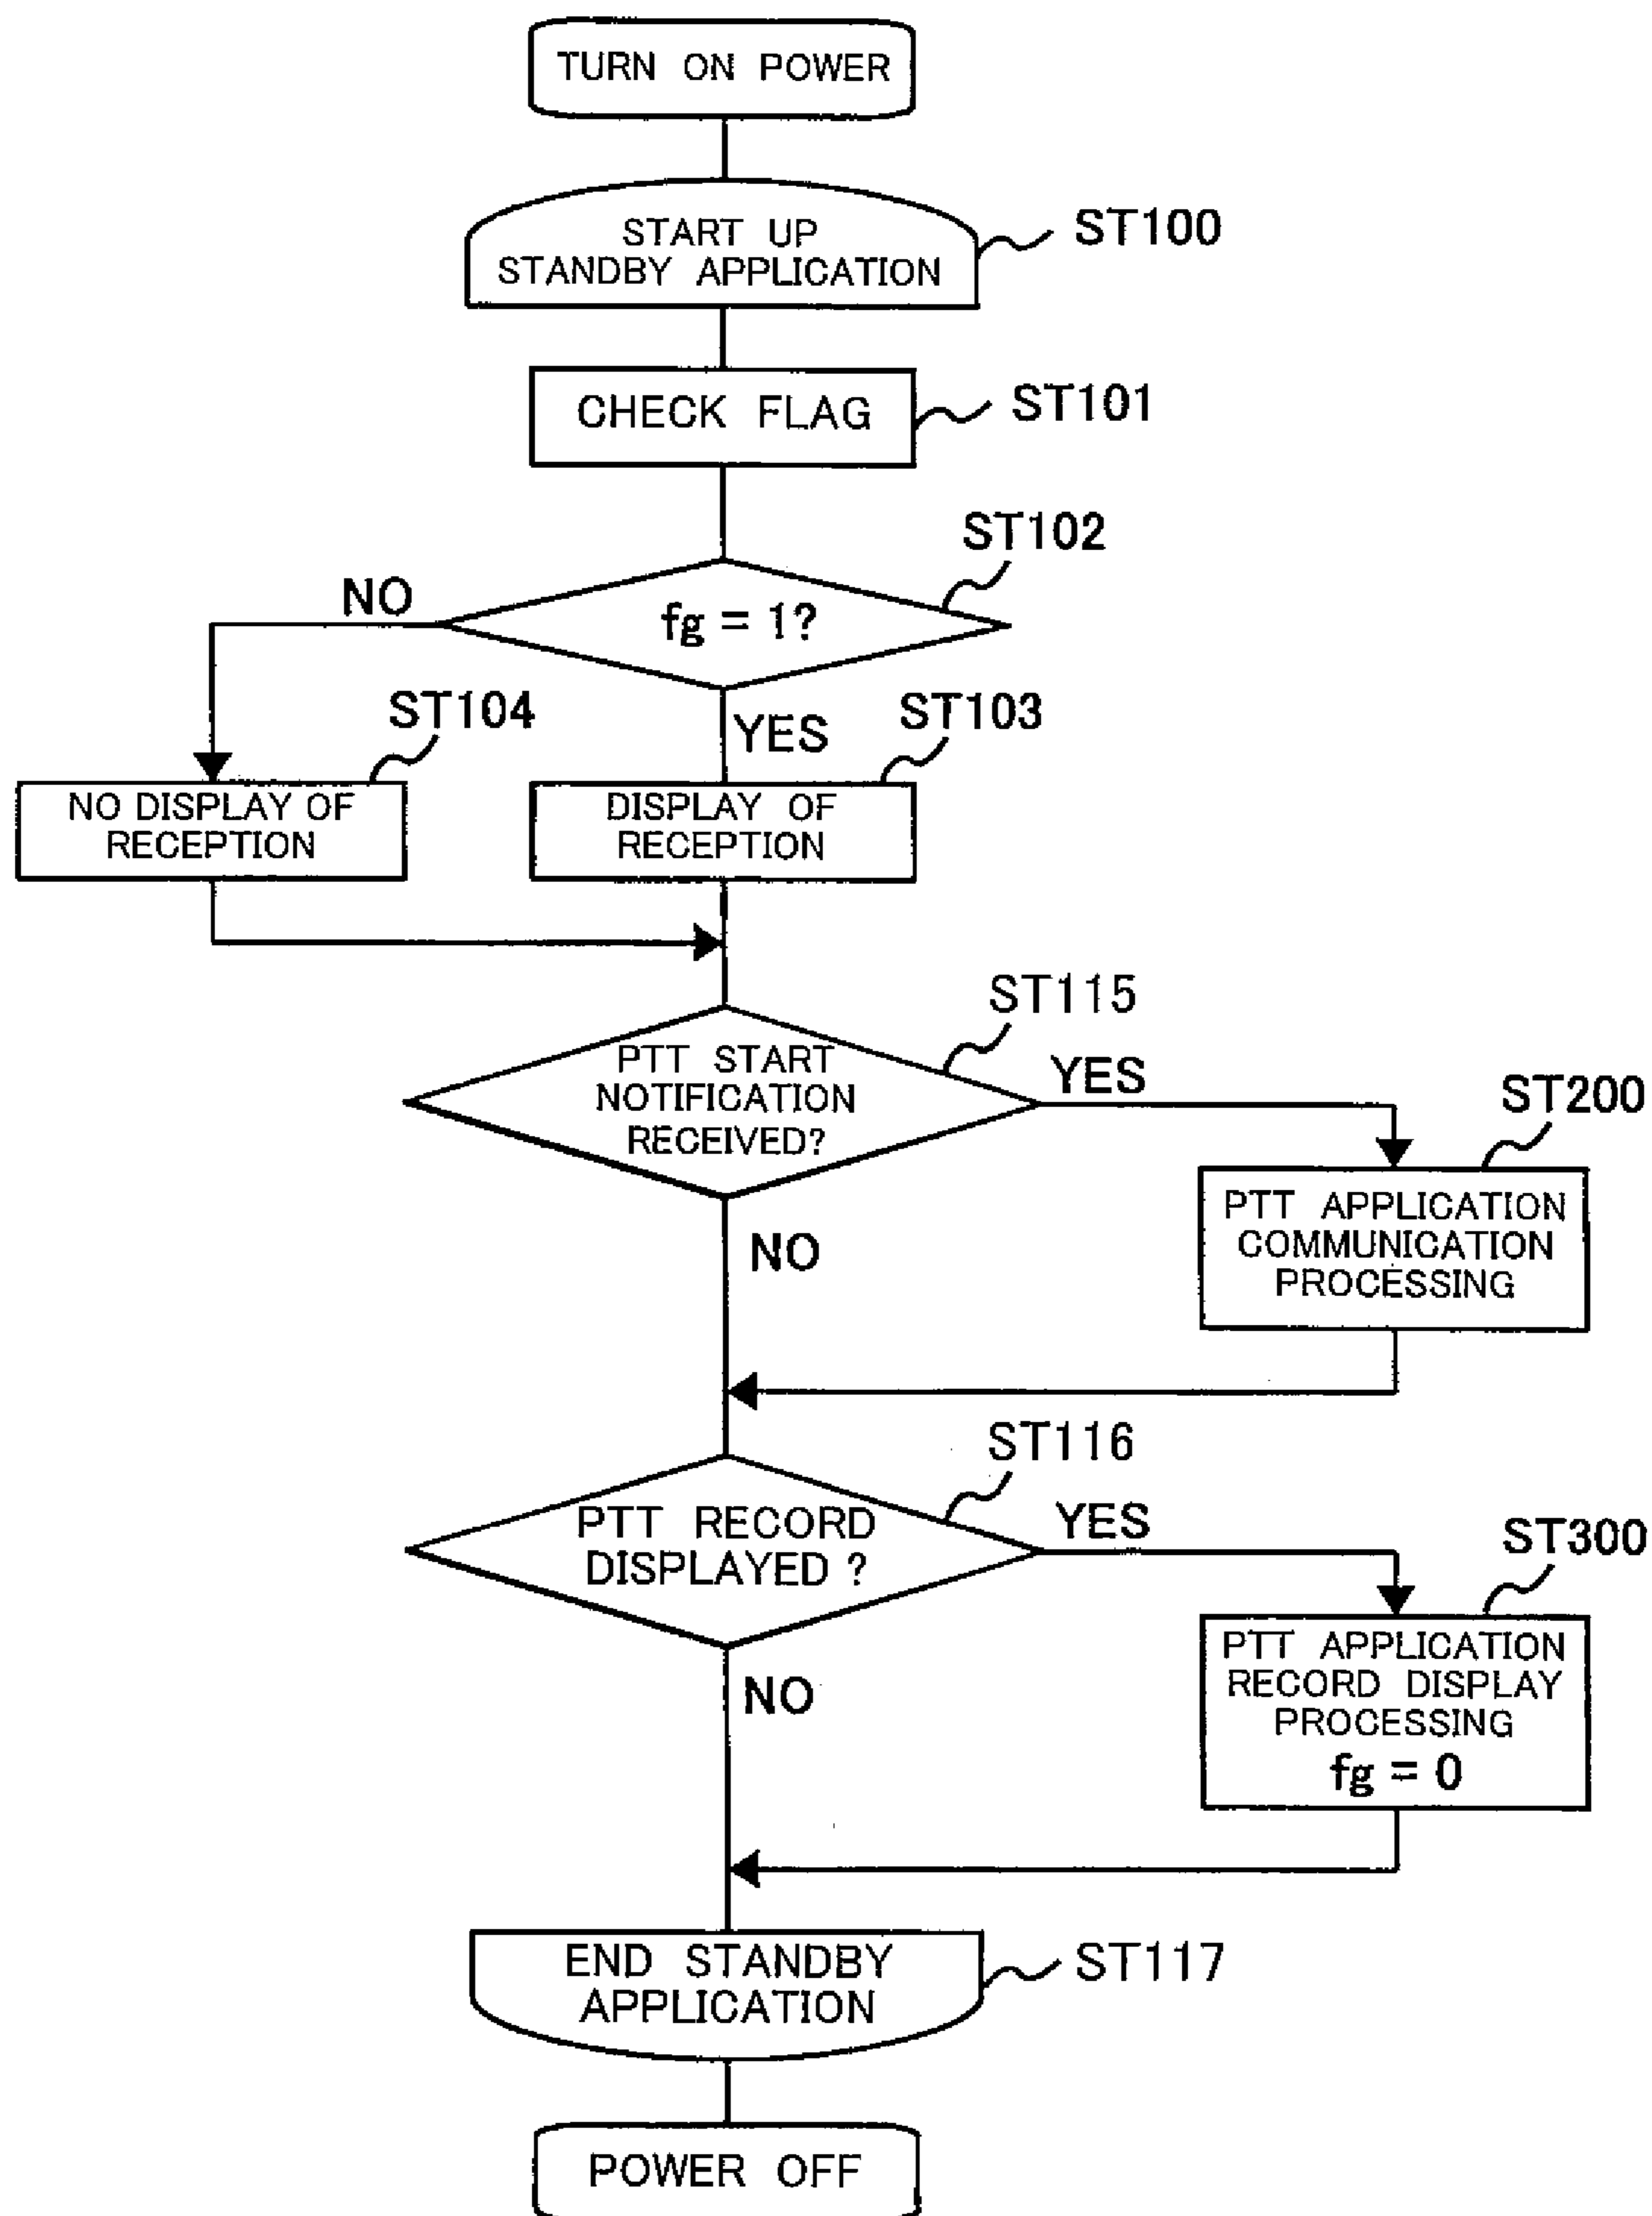 TURN ON POWER
START UP
STANDBY APPLICATION
ST100
CHECK FLAG
ST101
ST102
NO
fg = 1?
ST104
YES
ST103
NO DISPLAY OF
RECEPTION
DISPLAY OF
RECEPTION
ST115
PTT START
NOTIFICATION
RECEIVED?
YES
ST200
PTT APPLICATION
COMMUNICATION
PROCESSING
NO
ST116
PTT RECORD
DISPLAYED ?
YES
ST300
PTT APPLICATION
RECORD DISPLAY
PROCESSING
fg = 0
NO
END STANDBY
APPLICATION
ST117
POWER OFF